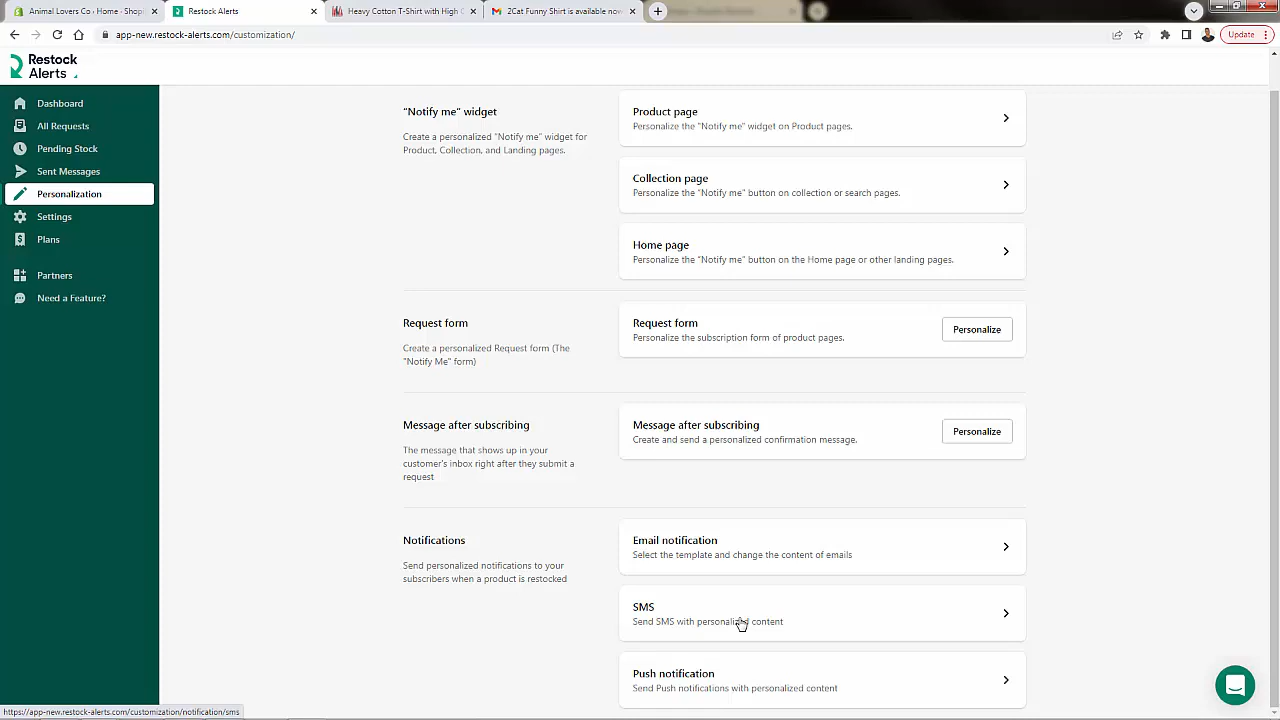 Animal Lovers Co · Home · Shopi
Restock Alerts
Heavy Cotton T-Shirt with High C
2Cat Funny Shirt is available now
app-new.restock-alerts.com/customization/
Update
Restock
Alerts
Dashboard
All Requests
Pending Stock
Sent Messages
Personalization
Settings
Plans
Partners
Need a Feature?
"Notify me" widget
Create a personalized "Notify me" widget for
Product, Collection, and Landing pages.
Product page
Personalize the "Notify me" widget on Product pages.
Collection page
Personalize the "Notify me" button on collection or search pages.
Home page
Personalize the "Notify me" button on the Home page or other landing pages.
Request form
Create a personalized Request form (The
"Notify Me" form)
Request form
Personalize the subscription form of product pages.
Personalize
Message after subscribing
The message that shows up in your
customer's inbox right after they submit a
request
Message after subscribing
Create and send a personalized confirmation message.
Personalize
Notifications
Send personalized notifications to your
subscribers when a product is restocked
Email notification
Select the template and change the content of emails
SMS
Send SMS with personalized content
Push notification
Send Push notifications with personalized content
https://app-new.restock-alerts.com/customization/notification/sms